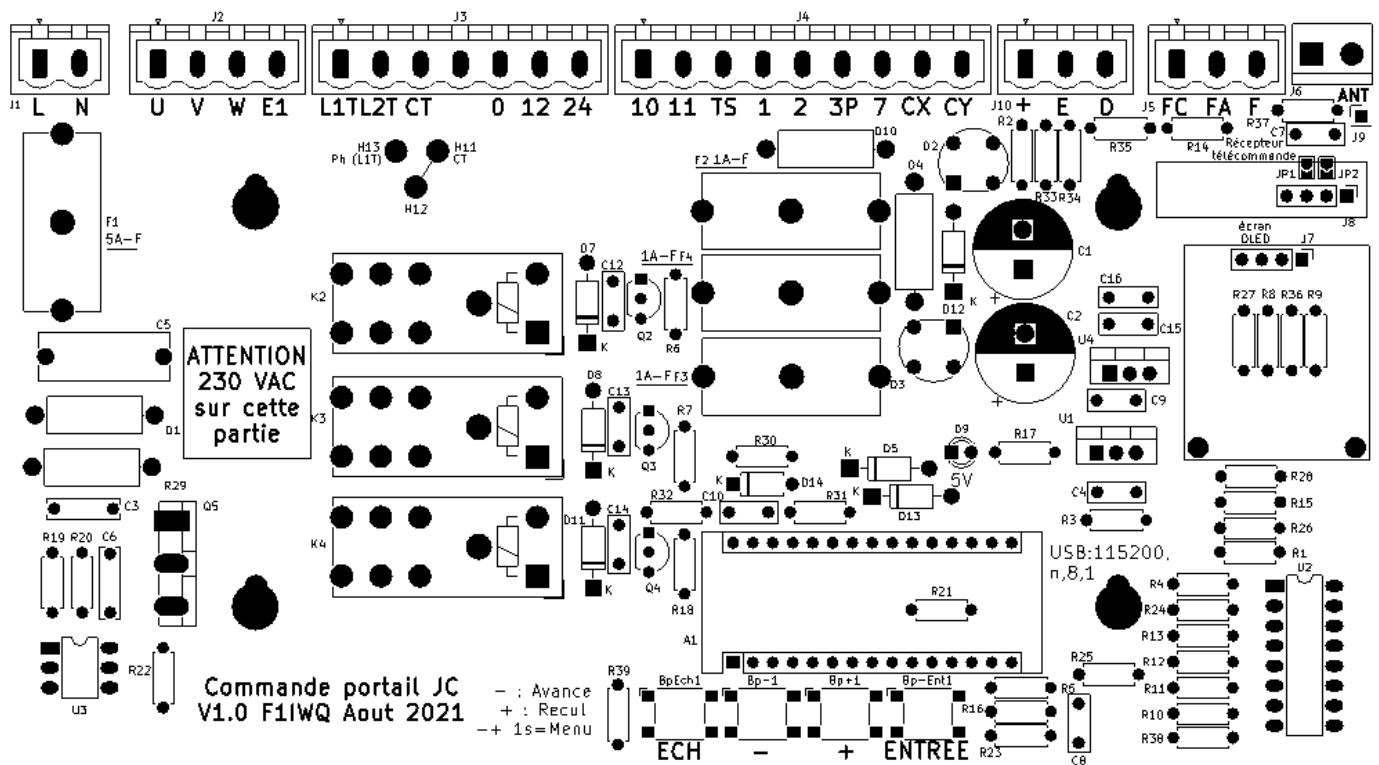 J2
J3
J4
J1
L N
U V W E1
L1T L2T CT 0 12 24
10 11 TS 1 2 3P 7 CX CY
J10
+ E D
J5
FC FA F
J6
ANT
R37
C7
J9
R2
R35
R14
Récepteur
télécommande
JP1
JP2
J8
R33
R34
H13
Ph (L1T)
H11
CT
H12
D10
D2
F2 1A-F
D4
F1
5A-F
C1
écran
OLED
J7
D7
C12
1A-F F4
K2
Q2
R6
K
K
D12
C2
C16
C15
U4
R27 R8 R36 R9
C5
ATTENTION
230 VAC
sur cette
partie
D1
D8
C13
1A-F F3
R7
K3
Q3
K
D3
C9
U1
R30
D5
D9
R17
5V
K
K
K
D14
D13
R29
Q5
C3
R32
C10
R31
C4
R3
R28
R15
R26
R1
D11
C14
K4
Q4
K
R18
R19 R20 C6
USB:115200,
n,8,1
U2
R21
A1
R4
R24
R13
R12
R11
R10
R38
R22
U3
R25
Commande portail JC
V1.0 F1IWQ Aout 2021
- : Avance
+ : Recul
-+ 1s=Menu
R39
BpEch1
Bp-1
Bp+1
Bp-Ent1
ECH - + ENTREE
R5
R16
R23
C8